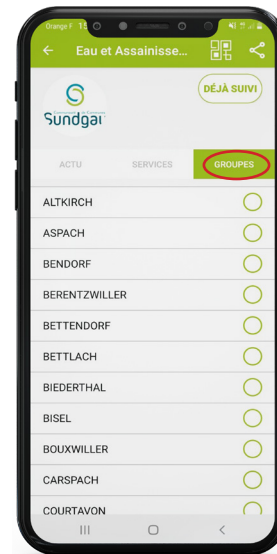 Orange F
Eau et Assainisse...
Sundgau
DÉJÀ SUIVI
ACTU SERVICES GROUPES
ALTKIRCH
ASPACH
BENDORF
BERENTZWILLER
BETTENDORF
BETTLACH
BIEDERTHAL
BISEL
BOUXWILLER
CARSPACH
COURTAVON